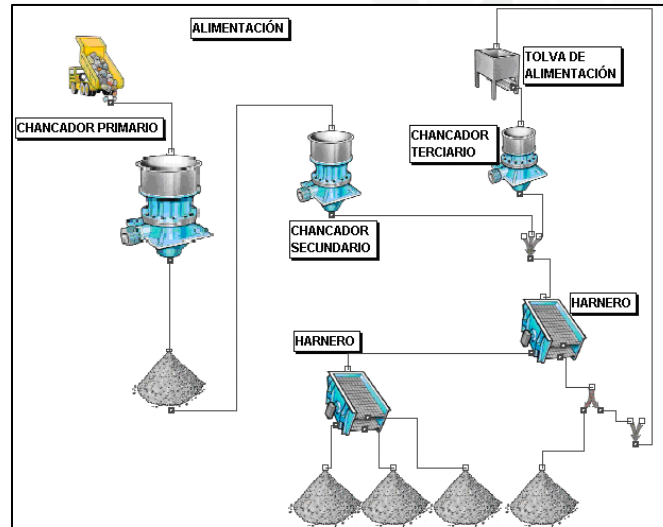 ALIMENTACIÓN
TOLVA DE
ALIMENTACIÓN
CHANCADOR PRIMARIO
CHANCADOR
TERCIARIO
CHANCADOR
SECUNDARIO
HARNERO
HARNERO